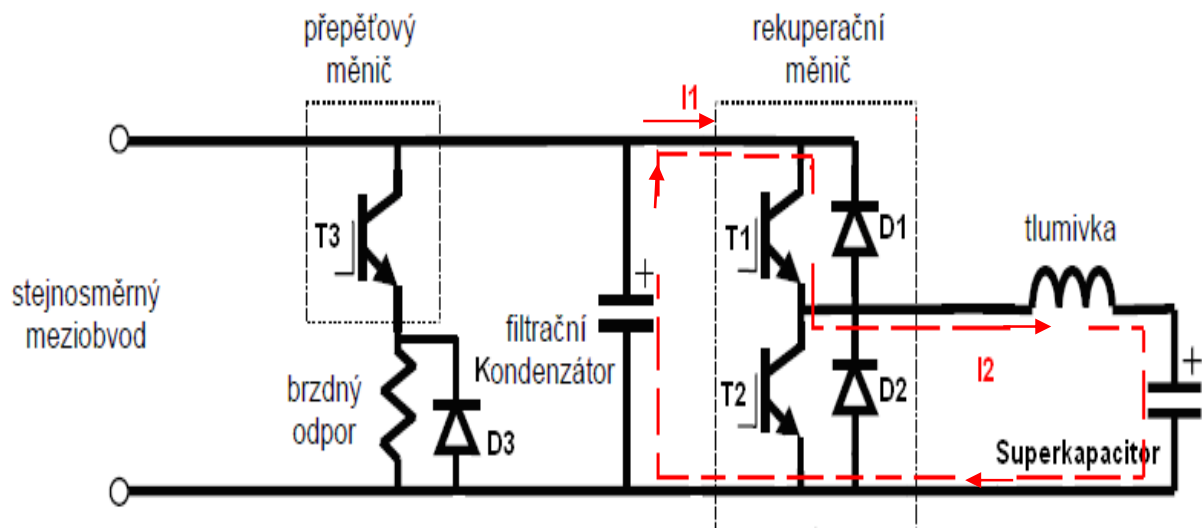 přepěťový
měnič
rekuperační
měnič
I1
T3
T1
D1
tlumivka
stejnosměrný
meziobvod
+
filtrační
Kondenzátor
I2
+
brzdný
odpor
D3
T2
D2
Superkapacitor